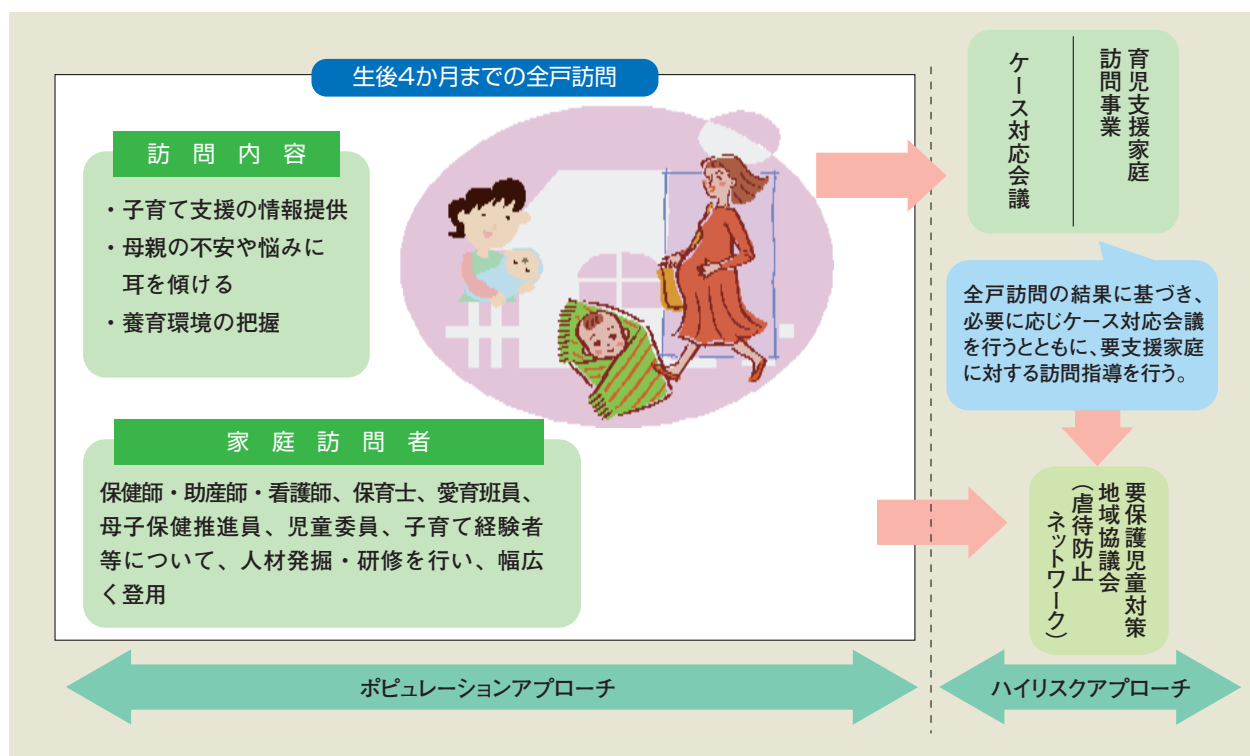 生後4か月までの全戸訪問
訪問内容
・子育て支援の情報提供
・母親の不安や悩みに
耳を傾ける
・養育環境の把握
家庭訪問者
保健師・助産師・看護師、保育士、愛育班員、
母子保健推進員、児童委員、子育て経験者
等について、人材発掘・研修を行い、幅広
く登用
ポピュレーションアプローチ
育児支援家庭
訪問事業
ケース対応会議
全戸訪問の結果に基づき、
必要に応じケース対応会議
を行うとともに、要支援家庭
に対する訪問指導を行う。
要保護児童対策
地域協議会
(虐待防止
ネットワーク)
ハイリスクアプローチ